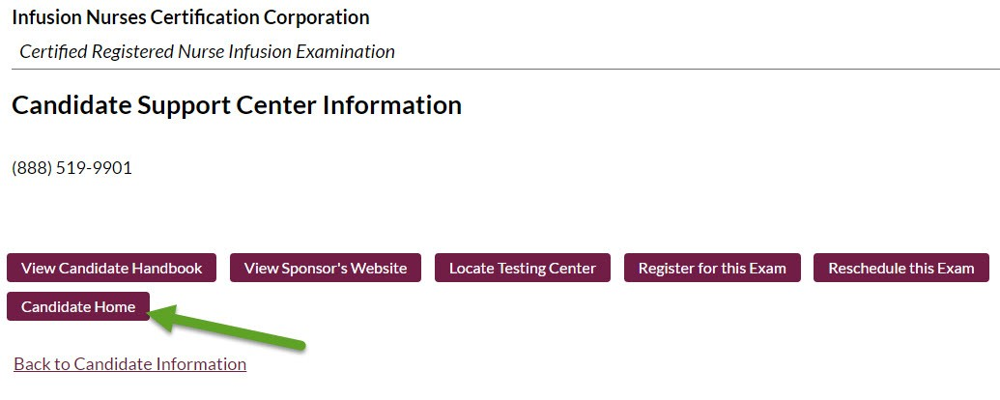 Infusion Nurses Certification Corporation
Certified Registered Nurse Infusion Examination
Candidate Support Center Information
(888) 519-9901
View Candidate Handbook View Sponsor's Website Locate Testing Center Register for this Exam Reschedule this Exam
Candidate Home
Back to Candidate Information